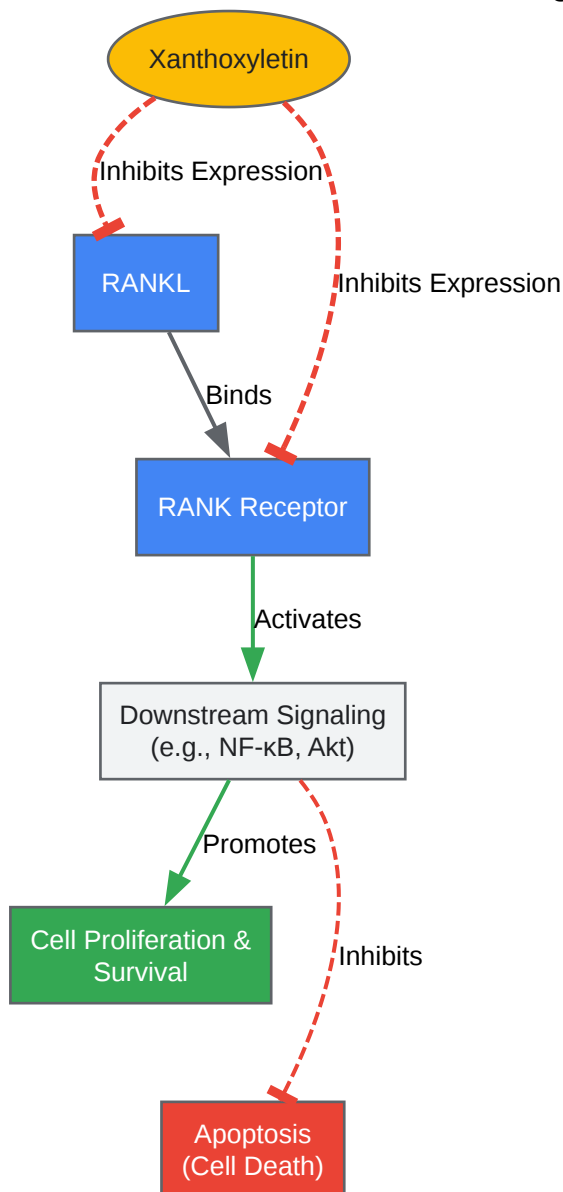 Xanthoxyletin
Inhibits Expression
RANKL
Inhibits Expression
Binds
RANK Receptor
Activates
Downstream Signaling
(e.g., NF-κB, Akt)
Promotes
Cell Proliferation &
Survival
Inhibits
Apoptosis
(Cell Death)